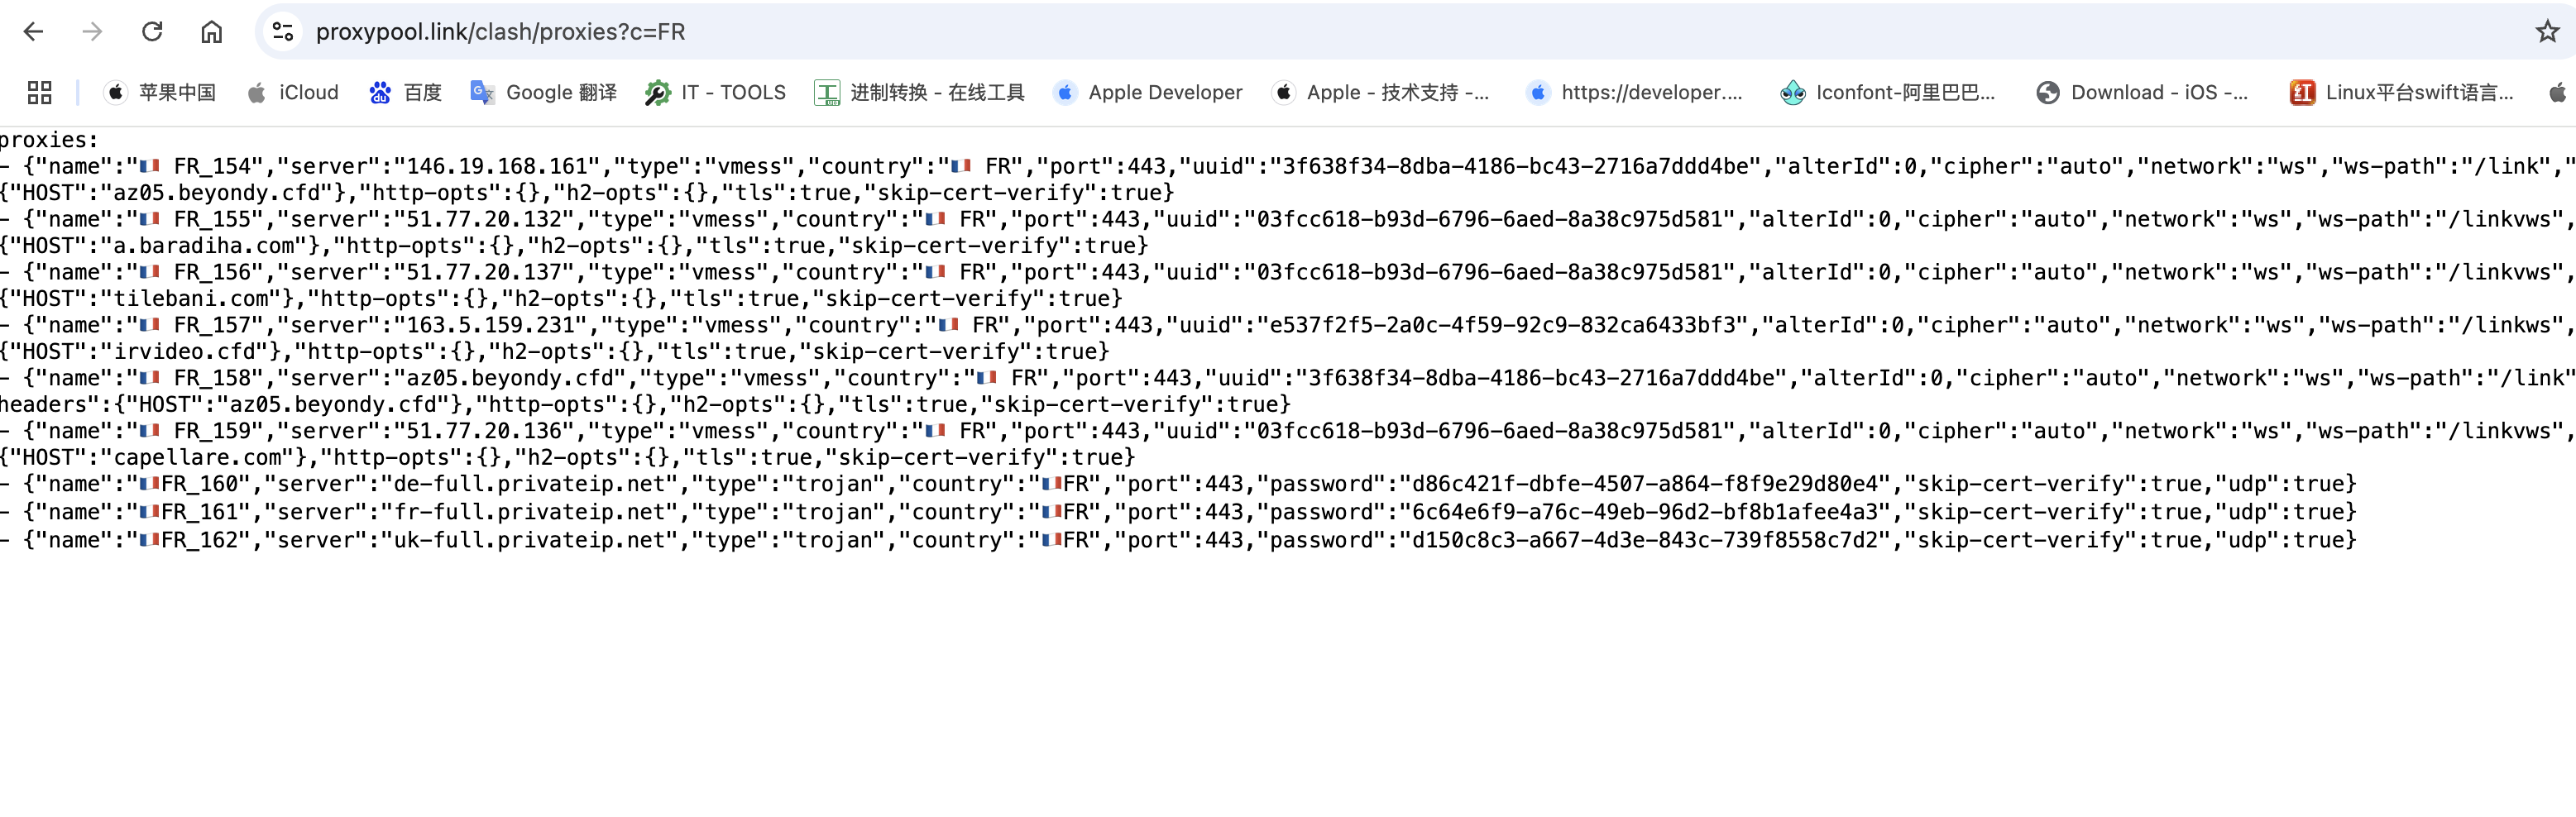 proxypool.link/clash/proxies?c=FR
苹果中国 iCloud 百度 Google 翻译 IT - TOOLS 进制转换 - 在线工具 Apple Developer Apple - 技术支持 -... https://developer.... Iconfont-阿里巴巴... Download - iOS -... Linux平台swift语言...
proxies:
- {"name":"🇫🇷 FR_154","server":"146.19.168.161","type":"vmess","country":"🇫🇷 FR","port":443,"uuid":"3f638f34-8dba-4186-bc43-2716a7ddd4be","alterId":0,"cipher":"auto","network":"ws","ws-path":"/link","
{"HOST":"az05.beyondy.cfd"},"http-opts":{},"h2-opts":{},"tls":true,"skip-cert-verify":true}
- {"name":"🇫🇷 FR_155","server":"51.77.20.132","type":"vmess","country":"🇫🇷 FR","port":443,"uuid":"03fcc618-b93d-6796-6aed-8a38c975d581","alterId":0,"cipher":"auto","network":"ws","ws-path":"/linkvws",
{"HOST":"a.baradiha.com"},"http-opts":{},"h2-opts":{},"tls":true,"skip-cert-verify":true}
- {"name":"🇫🇷 FR_156","server":"51.77.20.137","type":"vmess","country":"🇫🇷 FR","port":443,"uuid":"03fcc618-b93d-6796-6aed-8a38c975d581","alterId":0,"cipher":"auto","network":"ws","ws-path":"/linkvws",
{"HOST":"tilebani.com"},"http-opts":{},"h2-opts":{},"tls":true,"skip-cert-verify":true}
- {"name":"🇫🇷 FR_157","server":"163.5.159.231","type":"vmess","country":"🇫🇷 FR","port":443,"uuid":"e537f2f5-2a0c-4f59-92c9-832ca6433bf3","alterId":0,"cipher":"auto","network":"ws","ws-path":"/linkws",
{"HOST":"irvideo.cfd"},"http-opts":{},"h2-opts":{},"tls":true,"skip-cert-verify":true}
- {"name":"🇫🇷 FR_158","server":"az05.beyondy.cfd","type":"vmess","country":"🇫🇷 FR","port":443,"uuid":"3f638f34-8dba-4186-bc43-2716a7ddd4be","alterId":0,"cipher":"auto","network":"ws","ws-path":"/link"
headers":{"HOST":"az05.beyondy.cfd"},"http-opts":{},"h2-opts":{},"tls":true,"skip-cert-verify":true}
- {"name":"🇫🇷 FR_159","server":"51.77.20.136","type":"vmess","country":"🇫🇷 FR","port":443,"uuid":"03fcc618-b93d-6796-6aed-8a38c975d581","alterId":0,"cipher":"auto","network":"ws","ws-path":"/linkvws",
{"HOST":"capellare.com"},"http-opts":{},"h2-opts":{},"tls":true,"skip-cert-verify":true}
- {"name":"🇫🇷FR_160","server":"de-full.privateip.net","type":"trojan","country":"🇫🇷FR","port":443,"password":"d86c421f-dbfe-4507-a864-f8f9e29d80e4","skip-cert-verify":true,"udp":true}
- {"name":"🇫🇷FR_161","server":"fr-full.privateip.net","type":"trojan","country":"🇫🇷FR","port":443,"password":"6c64e6f9-a76c-49eb-96d2-bf8b1afee4a3","skip-cert-verify":true,"udp":true}
- {"name":"🇫🇷FR_162","server":"uk-full.privateip.net","type":"trojan","country":"🇫🇷FR","port":443,"password":"d150c8c3-a667-4d3e-843c-739f8558c7d2","skip-cert-verify":true,"udp":true}